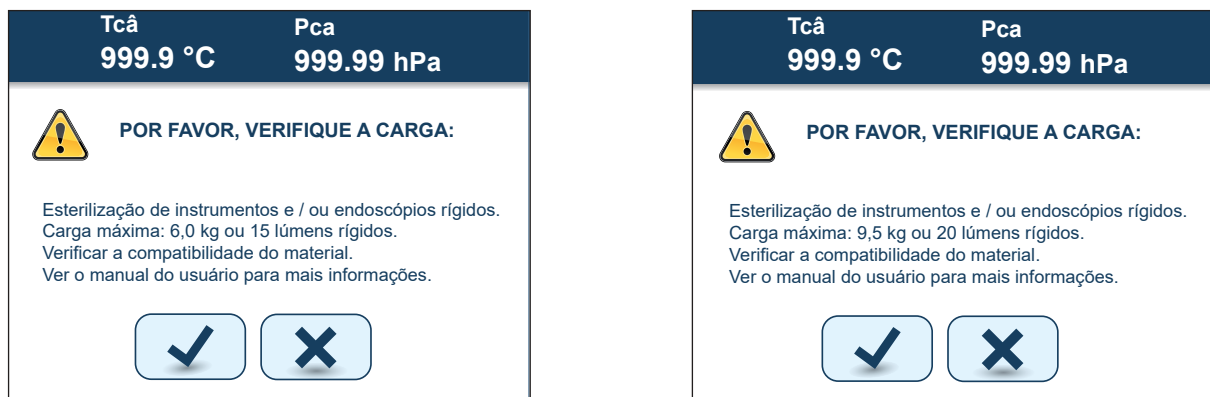 Tcâ Pca
999.9 °C 999.99 hPa
POR FAVOR, VERIFIQUE A CARGA:
Esterilização de instrumentos e / ou endoscópios rígidos.
Carga máxima: 6,0 kg ou 15 lúmens rígidos.
Verificar a compatibilidade do material.
Ver o manual do usuário para mais informações.
Tcâ Pca
999.9 °C 999.99 hPa
POR FAVOR, VERIFIQUE A CARGA:
Esterilização de instrumentos e / ou endoscópios rígidos.
Carga máxima: 9,5 kg ou 20 lúmens rígidos.
Verificar a compatibilidade do material.
Ver o manual do usuário para mais informações.